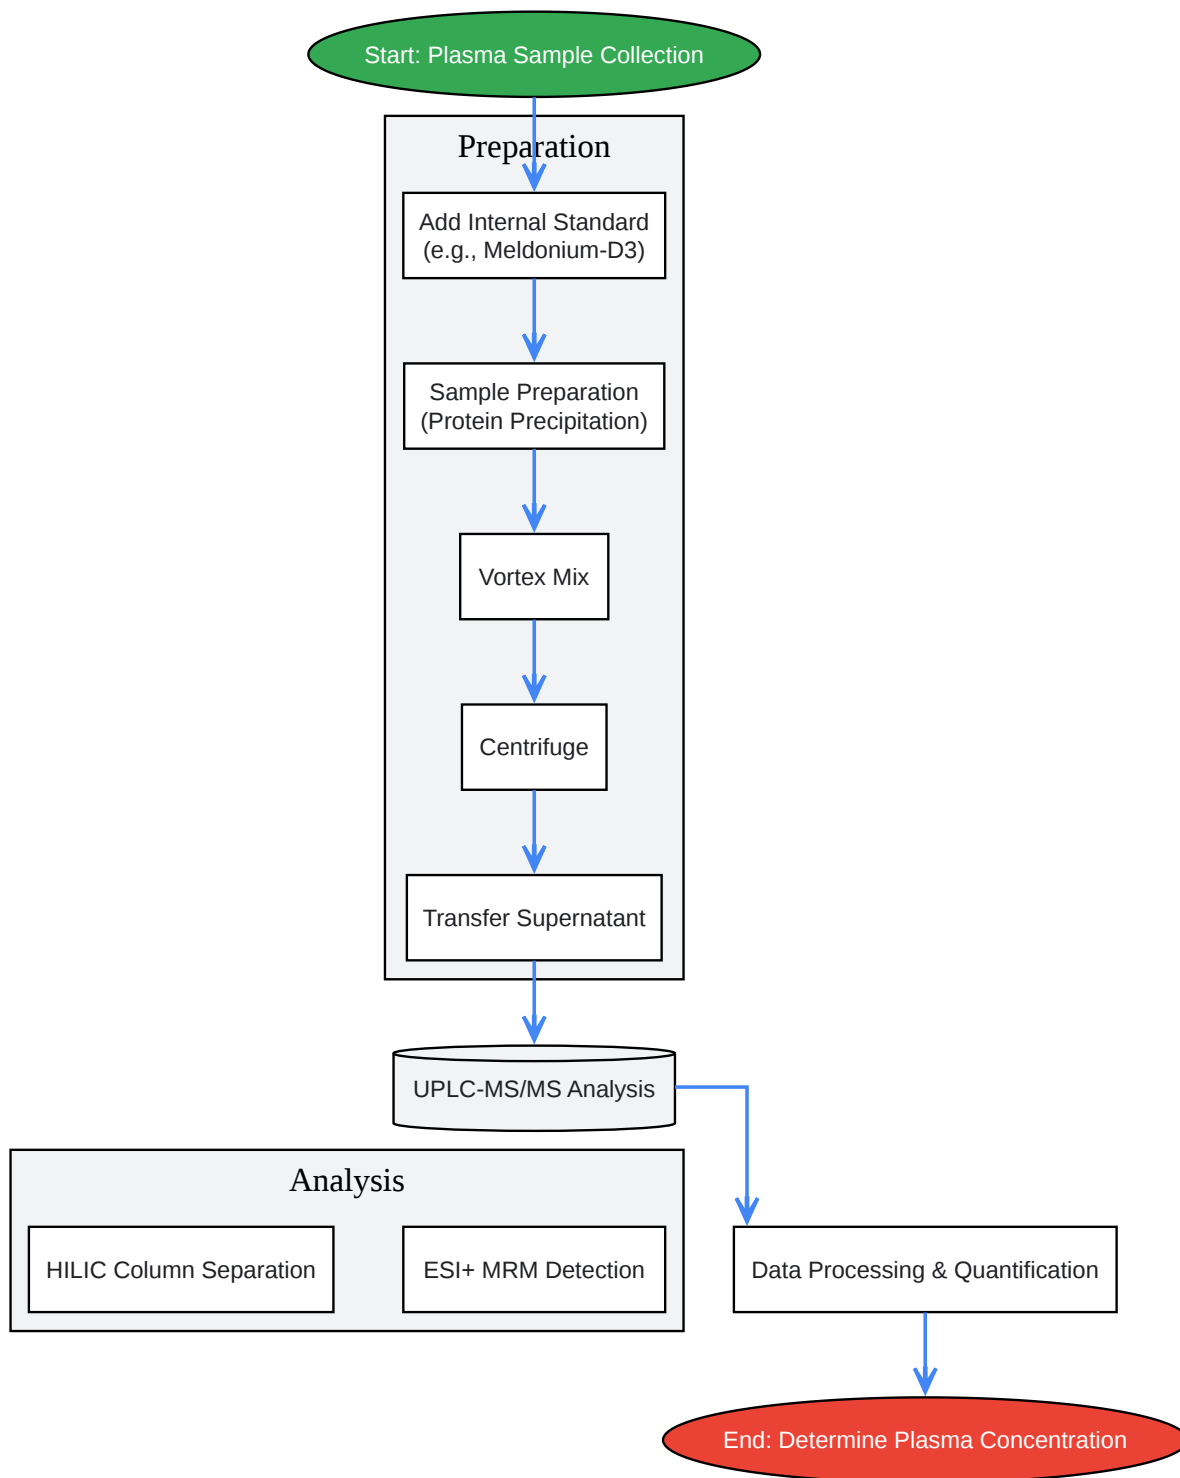 Start: Plasma Sample Collection
Preparation
Add Internal Standard
(e.g., Meldonium-D3)
Sample Preparation
(Protein Precipitation)
Vortex Mix
Centrifuge
Transfer Supernatant
UPLC-MS/MS Analysis
Analysis
HILIC Column Separation
ESI+ MRM Detection
Data Processing & Quantification
End: Determine Plasma Concentration